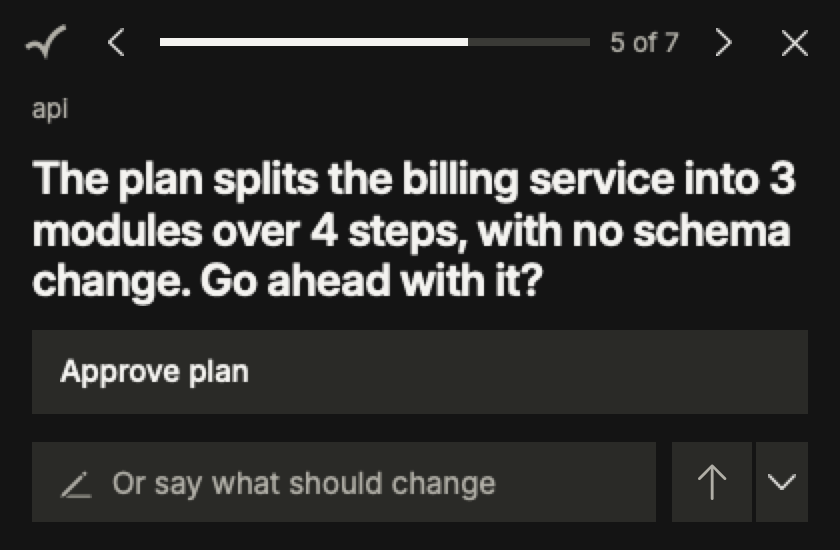 5 of 7
api
The plan splits the billing service into 3
modules over 4 steps, with no schema
change. Go ahead with it?
Approve plan
Or say what should change